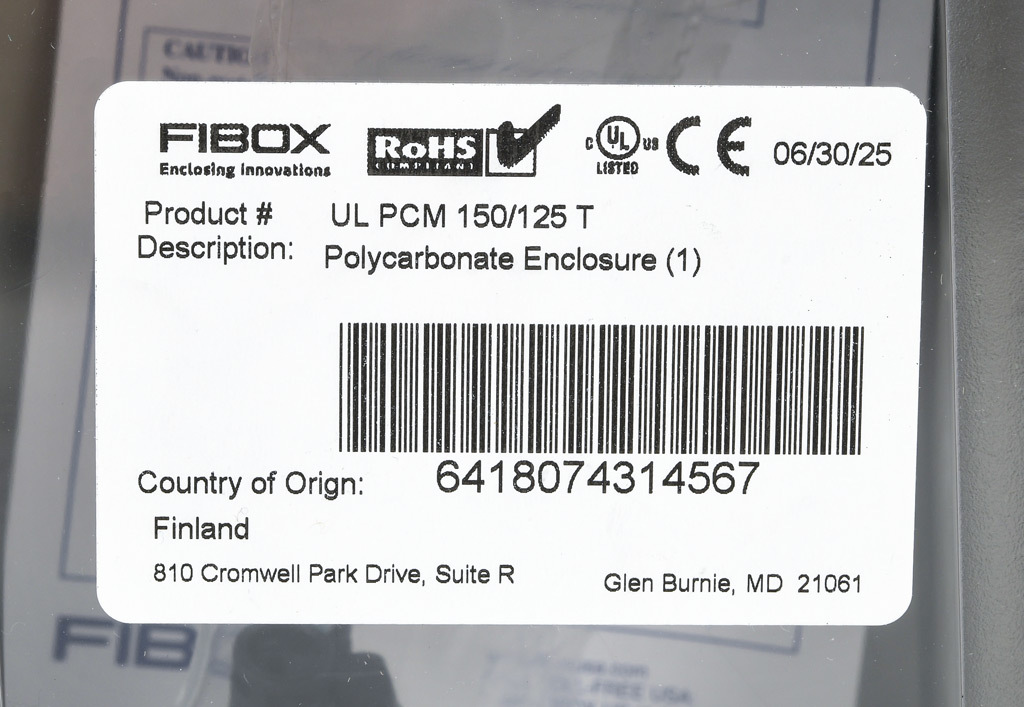 CAUTIO
FIBOX
Enclosing Innovations
RoHS
COMPLIANT
C UL US
LISTED
CE
06/30/25
Product # UL PCM 150/125 T
Description: Polycarbonate Enclosure (1)
6418074314567
Country of Orign:
Finland
810 Cromwell Park Drive, Suite R Glen Burnie, MD 21061
FIB